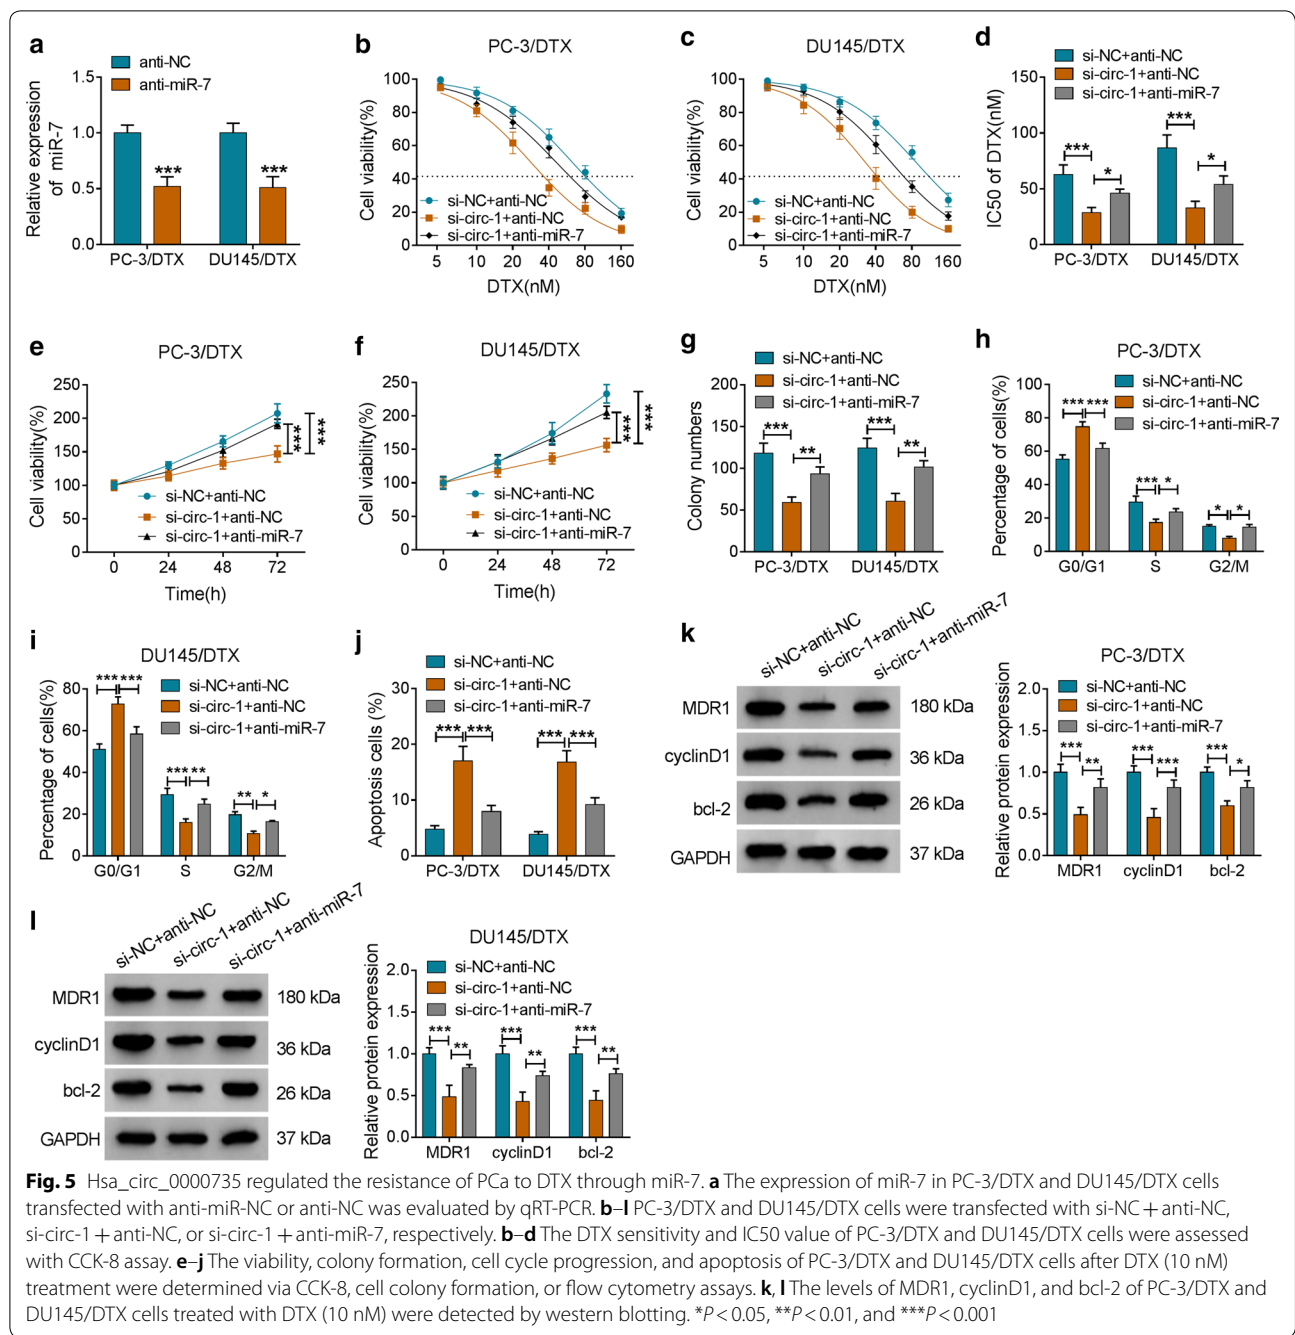 a
anti-NC
anti-miR-7
Relative expression
of miR-7
1.5
1.0
0.5
0.0
***
***
PC-3/DTX
DU145/DTX
b
PC-3/DTX
Cell viability(%)
100
80
60
40
20
0
si-NC+anti-NC
si-circ-1+anti-NC
si-circ-1+anti-miR-7
5 10 20 40 80 160
DTX(nM)
c
DU145/DTX
Cell viability(%)
100
80
60
40
20
0
si-NC+anti-NC
si-circ-1+anti-NC
si-circ-1+anti-miR-7
5 10 20 40 80 160
DTX(nM)
d
si-NC+anti-NC
si-circ-1+anti-NC
si-circ-1+anti-miR-7
IC50 of DTX(nM)
150
100
50
0
***
*
***
*
PC-3/DTX
DU145/DTX
e
PC-3/DTX
Cell viability(%)
250
200
150
100
50
0
***
***
si-NC+anti-NC
si-circ-1+anti-NC
si-circ-1+anti-miR-7
0 24 48 72
Time(h)
f
DU145/DTX
Cell viability(%)
250
200
150
100
50
0
***
***
si-NC+anti-NC
si-circ-1+anti-NC
si-circ-1+anti-miR-7
0 24 48 72
Time(h)
g
si-NC+anti-NC
si-circ-1+anti-NC
si-circ-1+anti-miR-7
Colony numbers
200
150
100
50
0
***
**
***
**
PC-3/DTX
DU145/DTX
h
PC-3/DTX
si-NC+anti-NC
si-circ-1+anti-NC
si-circ-1+anti-miR-7
Percentage of cells(%)
100
80
60
40
20
0
*** ***
*** *
* *
G0/G1 S G2/M
i
DU145/DTX
si-NC+anti-NC
si-circ-1+anti-NC
si-circ-1+anti-miR-7
Percentage of cells(%)
80
60
40
20
0
*** ***
*** **
** *
G0/G1 S G2/M
j
si-NC+anti-NC
si-circ-1+anti-NC
si-circ-1+anti-miR-7
Apoptosis cells (%)
30
20
10
0
*** ***
*** ***
PC-3/DTX
DU145/DTX
k
si-NC+anti-NC
si-circ-1+anti-NC
si-circ-1+anti-miR-7
MDR1 180 kDa
cyclinD1 36 kDa
bcl-2 26 kDa
GAPDH 37 kDa
PC-3/DTX
si-NC+anti-NC
si-circ-1+anti-NC
si-circ-1+anti-miR-7
Relative protein expression
2.0
1.5
1.0
0.5
0.0
*** **
*** ***
*** *
MDR1 cyclinD1 bcl-2
l
si-NC+anti-NC
si-circ-1+anti-NC
si-circ-1+anti-miR-7
MDR1 180 kDa
cyclinD1 36 kDa
bcl-2 26 kDa
GAPDH 37 kDa
DU145/DTX
si-NC+anti-NC
si-circ-1+anti-NC
si-circ-1+anti-miR-7
Relative protein expression
2.0
1.5
1.0
0.5
0.0
*** **
*** **
*** **
MDR1 cyclinD1 bcl-2
Fig. 5 Hsa_circ_0000735 regulated the resistance of PCa to DTX through miR-7. a The expression of miR-7 in PC-3/DTX and DU145/DTX cells
transfected with anti-miR-NC or anti-NC was evaluated by qRT-PCR. b–l PC-3/DTX and DU145/DTX cells were transfected with si-NC + anti-NC,
si-circ-1 + anti-NC, or si-circ-1 + anti-miR-7, respectively. b–d The DTX sensitivity and IC50 value of PC-3/DTX and DU145/DTX cells were assessed
with CCK-8 assay. e–j The viability, colony formation, cell cycle progression, and apoptosis of PC-3/DTX and DU145/DTX cells after DTX (10 nM)
treatment were determined via CCK-8, cell colony formation, or flow cytometry assays. k, l The levels of MDR1, cyclinD1, and bcl-2 of PC-3/DTX and
DU145/DTX cells treated with DTX (10 nM) were detected by western blotting. *P < 0.05, **P < 0.01, and ***P < 0.001